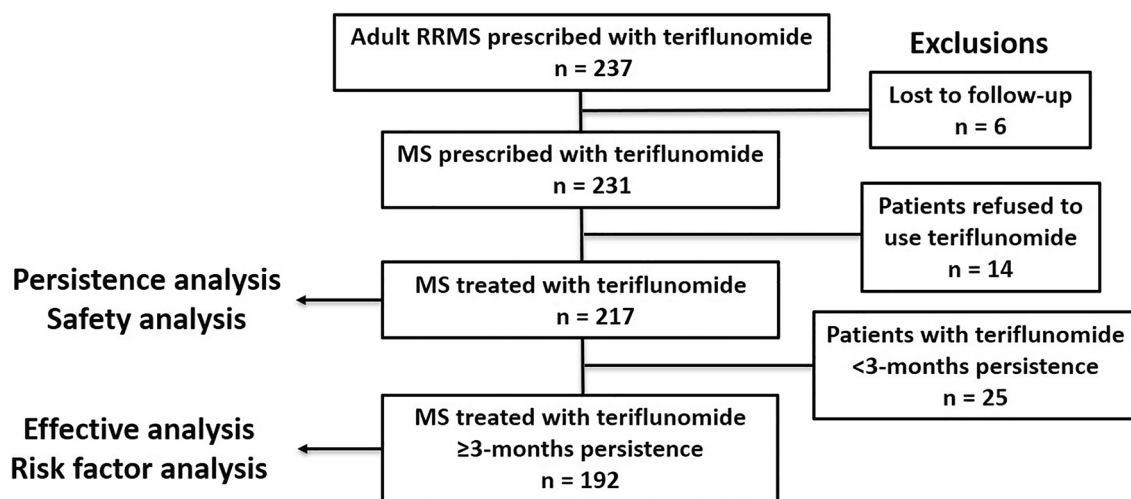 Adult RRMS prescribed with teriflunomide
n = 237
Exclusions
Lost to follow-up
n = 6
MS prescribed with teriflunomide
n = 231
Patients refused to
use teriflunomide
n = 14
Persistence analysis
Safety analysis
MS treated with teriflunomide
n = 217
Patients with teriflunomide
<3-months persistence
n = 25
Effective analysis
Risk factor analysis
MS treated with teriflunomide
≥3-months persistence
n = 192